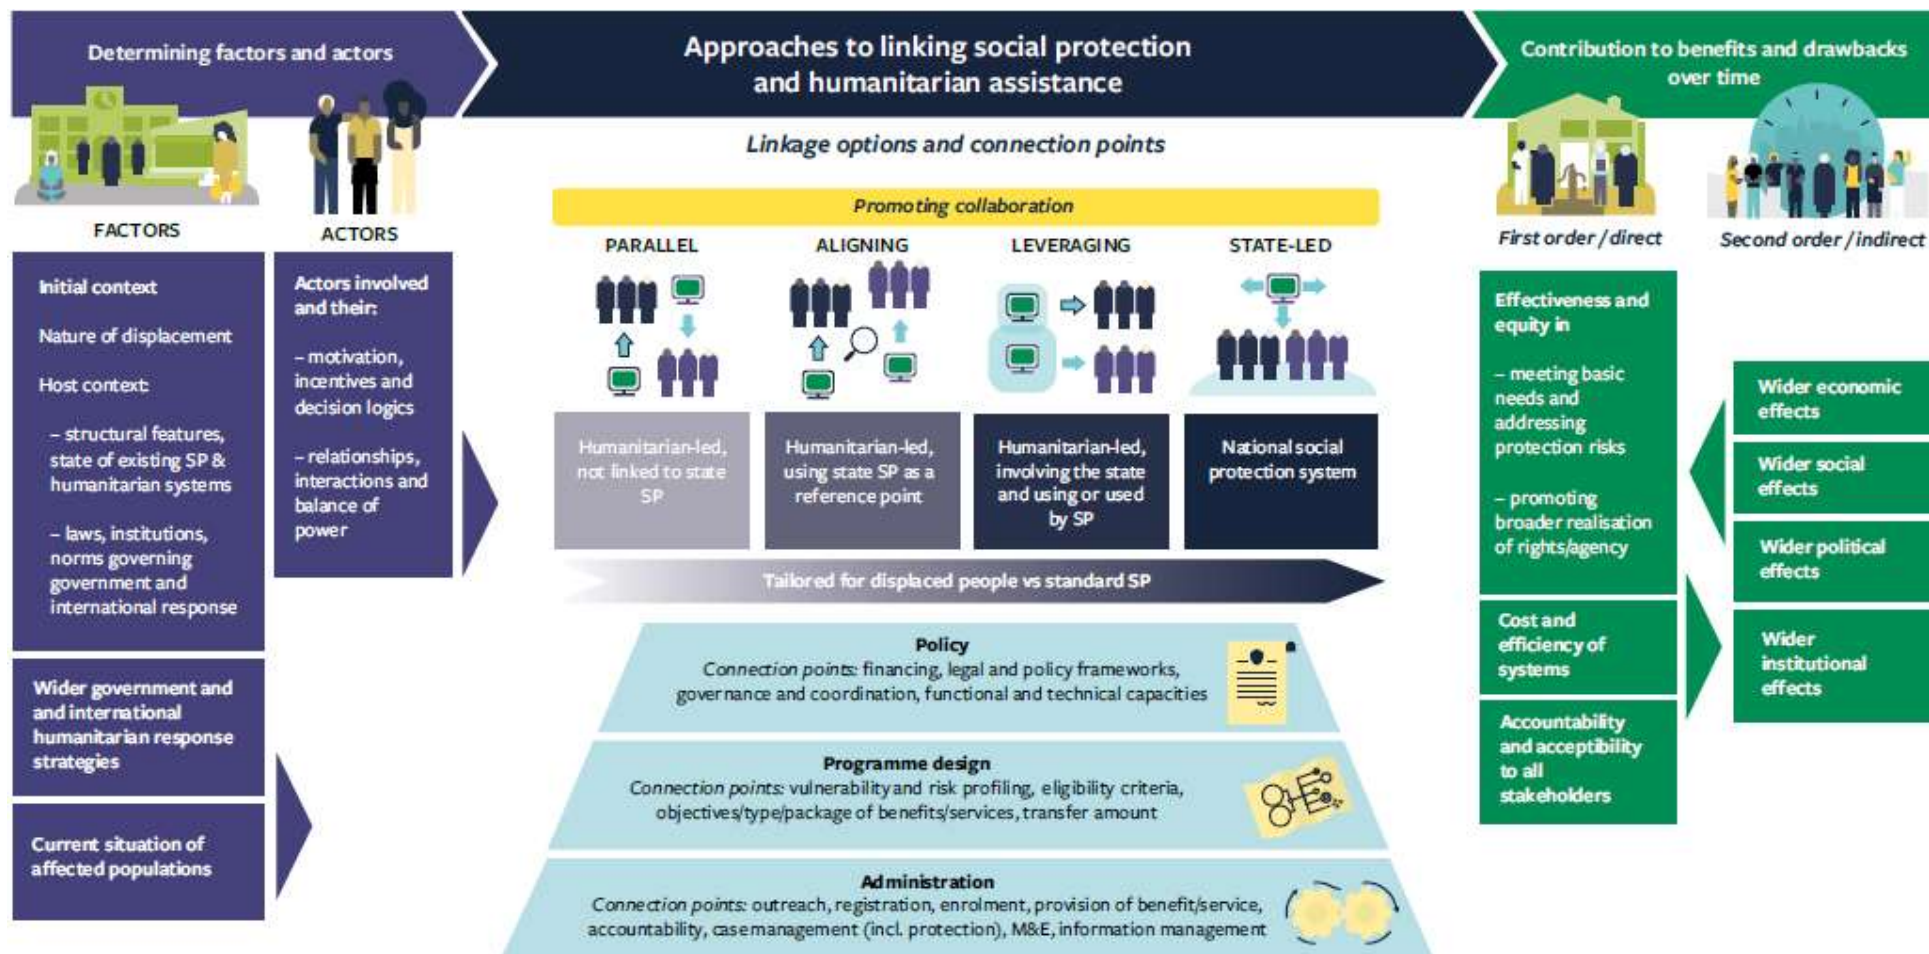 Determining factors and actors
Approaches to linking social protection
and humanitarian assistance
Contribution to benefits and drawbacks
over time
FACTORS
Initial context
Nature of displacement
Host context:
– structural features,
state of existing SP &
humanitarian systems
– laws, institutions,
norms governing
government and
international response
Wider government and
and international
humanitarian response
strategies
Current situation of
affected populations
ACTORS
Actors involved
and their:
– motivation,
incentives and
decision logics
– relationships,
interactions and
balance of
power
Linkage options and connection points
Promoting collaboration
PARALLEL
ALIGNING
LEVERAGING
STATE-LED
Humanitarian-led,
not linked to state
SP
Humanitarian-led,
using state SP as a
reference point
Humanitarian-led,
involving the state
and using or used
by SP
National social
protection system
Tailored for displaced people vs standard SP
Policy
Connection points: financing, legal and policy frameworks,
governance and coordination, functional and technical capacities
Programme design
Connection points: vulnerability and risk profiling, eligibility criteria,
objectives/type/package of benefits/services, transfer amount
Administration
Connection points: outreach, registration, enrolment, provision of benefit/service,
accountability, case management (incl. protection), M&E, information management
First order / direct
Effectiveness and
equity in
– meeting basic
needs and
addressing
protection risks
– promoting
broader realisation
of rights/agency
Cost and
efficiency of
systems
Accountability
and acceptibility
to all
stakeholders
Second order / indirect
Wider economic
effects
Wider social
effects
Wider political
effects
Wider
institutional
effects